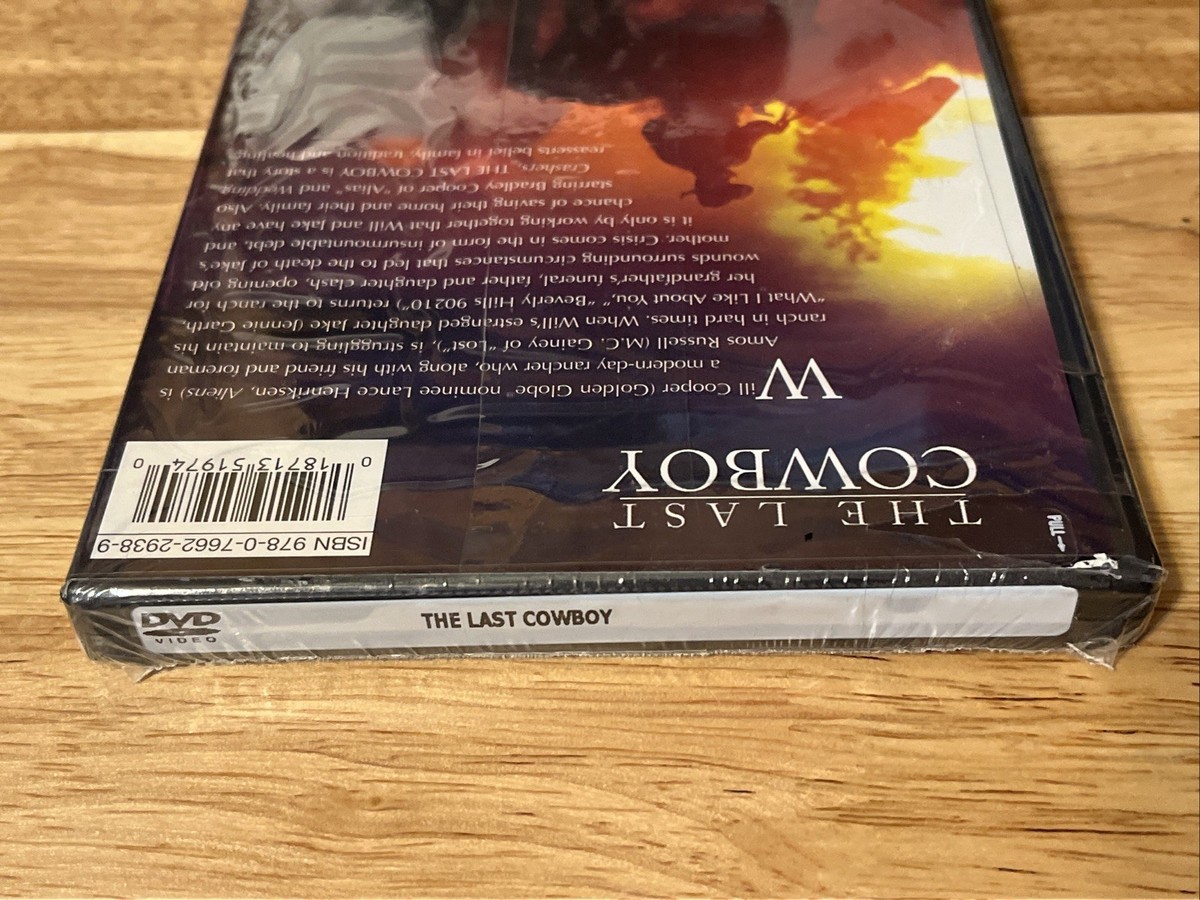 THE LAST
COWBOY
Will Cooper (Golden Globe® nominee Lance Henriksen, Aliens) is
a modern-day rancher who, along with his friend and foreman
Amos Russell (M.C. Gainey of "Lost"), is struggling to maintain his
ranch in hard times. When Will's estranged daughter Jake (Jennie Garth,
"What I Like About You," "Beverly Hills 90210") returns to the ranch for
her grandfather's funeral, father and daughter clash, opening old
wounds surrounding circumstances that led to the death of Jake's
mother. Crisis comes in the form of insurmountable debt, and
it is only by working together that Will and Jake have any
chance of saving their home and their family. Also
starring Bradley Cooper of "Alias" and Wedding
Crashers, THE LAST COWBOY is a story that
reasserts belief in family, tradition, and healing
ISBN 978-0-7662-2938-9
0 18713 51974 0
PULL
DVD
VIDEO
THE LAST COWBOY